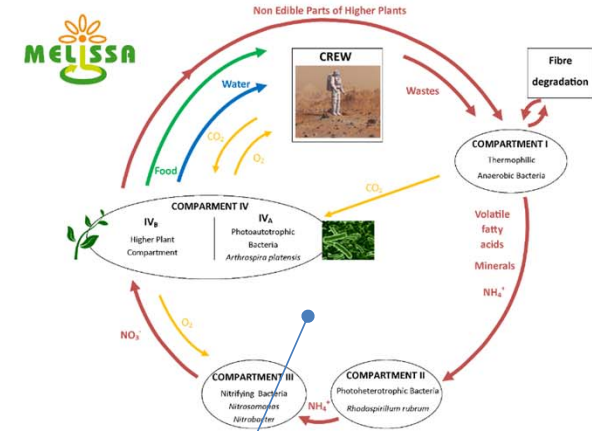 MELISSA
Non Edible Parts of Higher Plants
CREW
Fibre
degradation
Water
Wastes
CO2
O2
Food
COMPARTMENT I
Thermophilic
Anaerobic Bacteria
CO2
COMPARMENT IV
IVB
Higher Plant
Compartment
IVA
Photoautotrophic
Bacteria
Arthrospira platensis
Volatile
fatty
acids
Minerals
NH4+
NO3-
O2
COMPARTMENT III
Nitrifying Bacteria
Nitrosomonas
Nitrobacter
NH4+
COMPARTMENT II
Photoheterotrophic Bacteria
Rhodospirillum rubrum